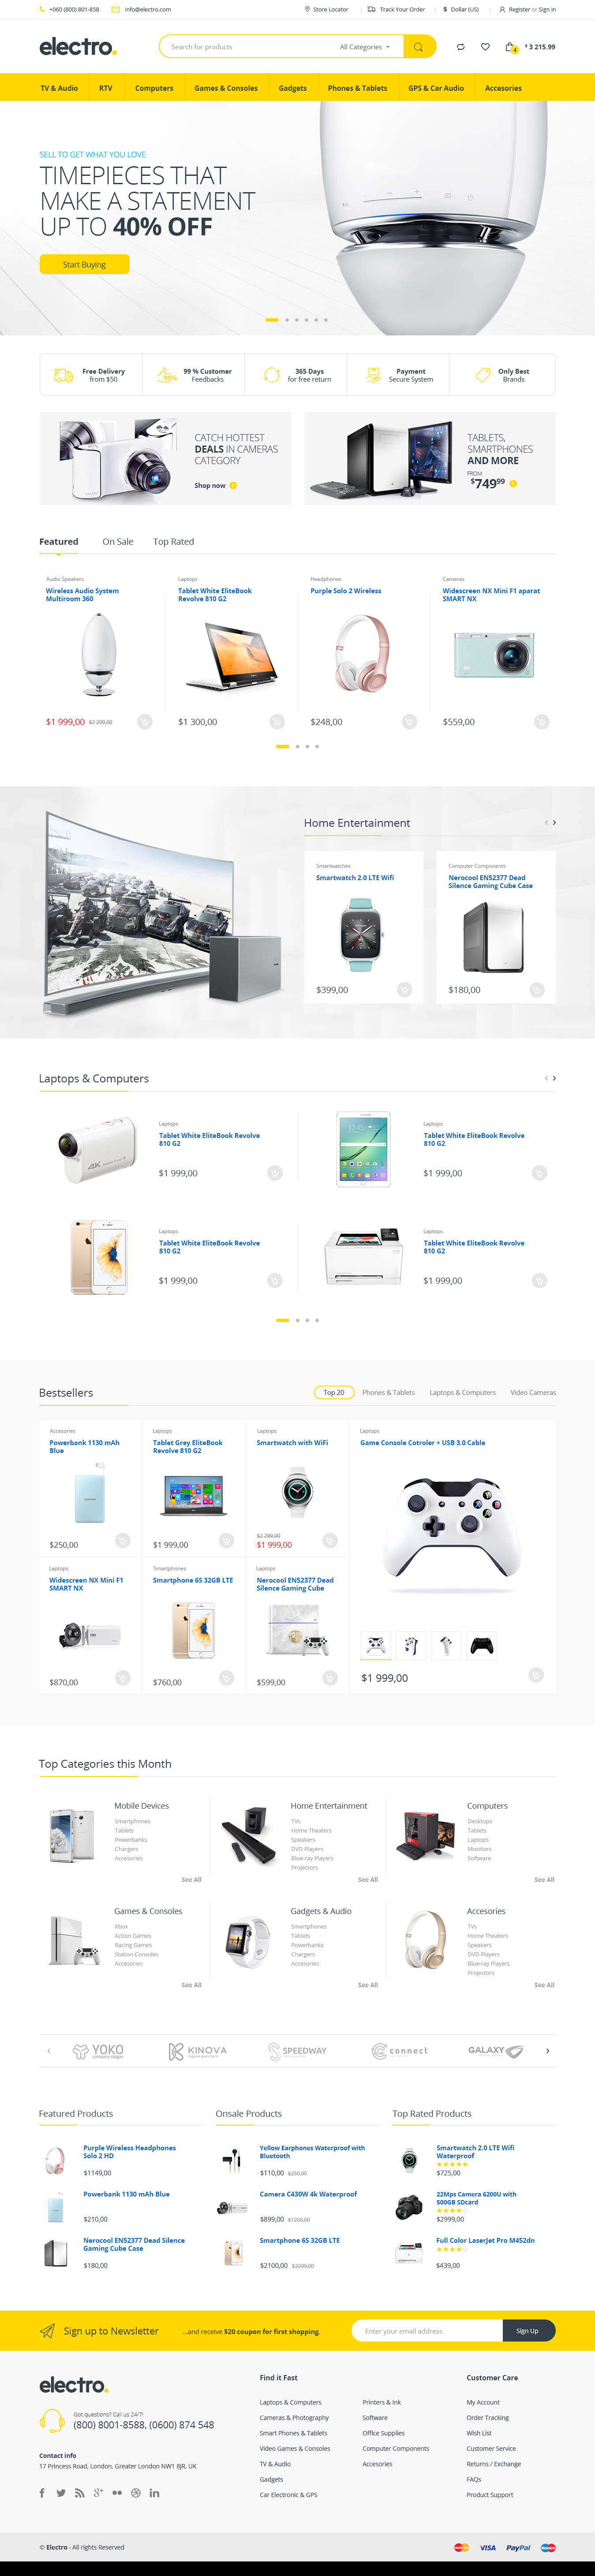 +060 (800) 801-858
info@electro.com
Store Locator
Track Your Order
$ Dollar (US)
Register or Sign in
electro.
Search for products
All Categories
4
$ 3 215.99
TV & Audio
RTV
Computers
Games & Consoles
Gadgets
Phones & Tablets
GPS & Car Audio
Accesories
SELL TO GET WHAT YOU LOVE
TIMEPIECES THAT
MAKE A STATEMENT
UP TO 40% OFF
Start Buying
Free Delivery
from $50
99 % Customer
Feedbacks
365 Days
for free return
Payment
Secure System
Only Best
Brands
CATCH HOTTEST
DEALS IN CAMERAS
CATEGORY
Shop now
TABLETS,
SMARTPHONES
AND MORE
FROM
$749 99
Featured
On Sale
Top Rated
Audio Speakers
Wireless Audio System
Multiroom 360
$1 999,00
$2 299,00
Laptops
Tablet White EliteBook
Revolve 810 G2
$1 300,00
Headphones
Purple Solo 2 Wireless
$248,00
Cameras
Widescreen NX Mini F1 aparat
SMART NX
$559,00
Home Entertainment
Smartwatches
Smartwatch 2.0 LTE Wifi
$399,00
Computer Components
Nerocool EN52377 Dead
Silence Gaming Cube Case
$180,00
Laptops & Computers
4K
Laptops
Tablet White EliteBook Revolve
810 G2
$1 999,00
Laptops
Tablet White EliteBook Revolve
810 G2
$1 999,00
Laptops
Tablet White EliteBook Revolve
810 G2
$1 999,00
Laptops
Tablet White EliteBook Revolve
810 G2
$1 999,00
Bestsellers
Top 20
Phones & Tablets
Laptops & Computers
Video Cameras
Accesories
Powerbank 1130 mAh
Blue
$250,00
Laptops
Tablet Grey EliteBook
Revolve 810 G2
$1 999,00
Laptops
Smartwatch with WiFi
$2 299,00
$1 999,00
Laptops
Game Console Cotroler + USB 3.0 Cable
$1 999,00
Laptops
Widescreen NX Mini F1
SMART NX
$870,00
Smartphones
Smartphone 6S 32GB LTE
$760,00
Laptops
Nerocool EN52377 Dead
Silence Gaming Cube
$599,00
Top Categories this Month
Mobile Devices
Smartphones
Tablets
Powerbanks
Chargers
Accesories
See All
Home Entertainment
TVs
Home Theaters
Speakers
DVD Players
Blue-ray Players
Projectors
See All
Computers
Desktops
Tablets
Laptops
Monitors
Software
See All
Games & Consoles
Xbox
Action Games
Racing Games
Station Consoles
Accesories
See All
Gadgets & Audio
Smartphones
Tablets
Powerbanks
Chargers
Accesories
See All
Accesories
TVs
Home Theaters
Speakers
DVD Players
Blue-ray Players
Projectors
See All
YOKO
company slogan
KINOVA
SPEEDWAY
connect
GALAXY
Featured Products
Purple Wireless Headphones
Solo 2 HD
$1149,00
Powerbank 1130 mAh Blue
$210,00
Nerocool EN52377 Dead Silence
Gaming Cube Case
$180,00
Onsale Products
Yellow Earphones Waterproof with
Bluetooth
$110,00
$250,00
Camera C430W 4k Waterproof
$899,00
$1200,00
Smartphone 6S 32GB LTE
$2100,00
$3299,00
Top Rated Products
Smartwatch 2.0 LTE Wifi
Waterproof
$725,00
22Mps Camera 6200U with
500GB SDcard
$2999,00
Full Color LaserJet Pro M452dn
$439,00
Sign up to Newsletter
...and receive $20 coupon for first shopping.
Enter your email address
Sign Up
electro.
Got questions? Call us 24/7!
(800) 8001-8588, (0600) 874 548
Contact info
17 Princess Road, London, Greater London NW1 8JR, UK
Find it Fast
Laptops & Computers
Cameras & Photography
Smart Phones & Tablets
Video Games & Consoles
TV & Audio
Gadgets
Car Electronic & GPS
Printers & Ink
Software
Office Supplies
Computer Components
Accesories
Customer Care
My Account
Order Tracking
Wish List
Customer Service
Returns / Exchange
FAQs
Product Support
© Electro - All rights Reserved
VISA
PayPal